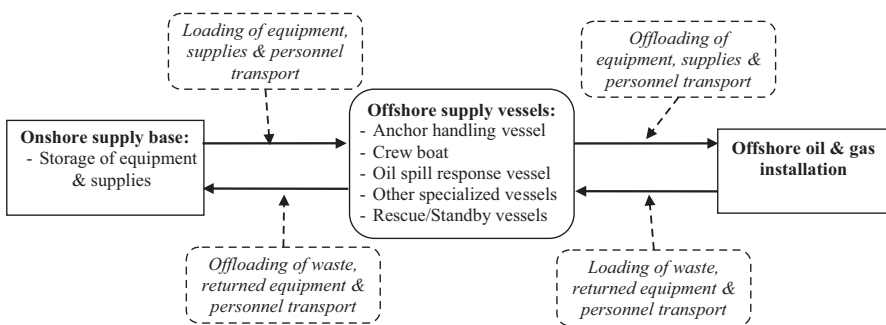 Loading of equipment,
supplies & personnel
transport
Offloading of
equipment, supplies &
personnel transport
Onshore supply base:
- Storage of equipment
& supplies
Offshore supply vessels:
- Anchor handling vessel
- Crew boat
- Oil spill response vessel
- Other specialized vessels
- Rescue/Standby vessels
Offshore oil & gas
installation
Offloading of waste,
returned equipment &
personnel transport
Loading of waste,
returned equipment &
personnel transport